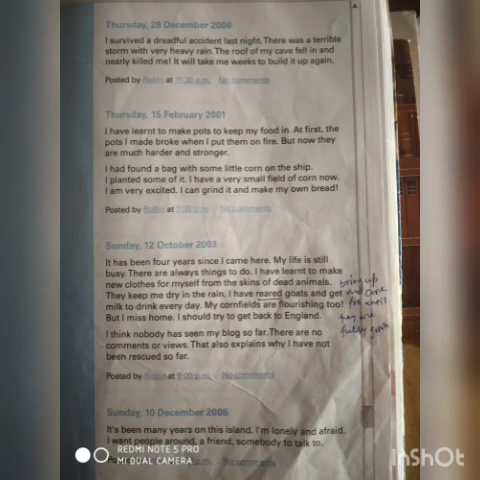 Thursday, 28 December 2000
I survived a dreadful accident last night. There was a terrible
storm with very heavy rain. The roof of my cave fell in and
nearly killed me! It will take me weeks to build it up again.
Posted by Robin at 11:30 a.m. No comments
Thursday, 15 February 2001
I have learnt to make pots to keep my food in. At first, the
pots I made broke when I put them on fire. But now they
are much harder and stronger.
I had found a bag with some little corn on the ship.
I planted some of it. I have a very small field of corn now.
I am very excited. I can grind it and make my own bread!
Posted by Robin at 7:30 p.m. No comments
Sunday, 12 October 2003
It has been four years since I came here. My life is still
busy. There are always things to do. I have learnt to make
new clothes for myself from the skins of dead animals.
They keep me dry in the rain. I have reared goats and get
milk to drink every day. My cornfields are flourishing too!
But I miss home. I should try to get back to England.
bring up
and care
for until
they are
fully grown
I think nobody has seen my blog so far. There are no
comments or views. That also explains why I have not
been rescued so far.
Posted by Robin at 9:00 p.m. No comments
Sunday, 10 December 2006
It's been many years on this island. I'm lonely and afraid.
I want people around, a friend, somebody to talk to.
p.m. No comments
REDMI NOTE 5 PRO
MI DUAL CAMERA
InShOt